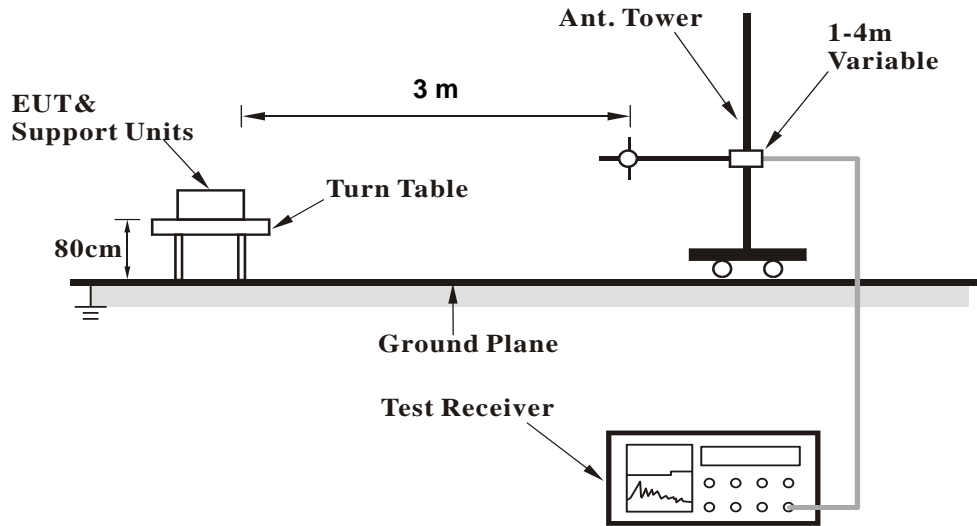 Ant. Tower
1-4m
Variable
3 m
EUT&
Support Units
Turn Table
80cm
Ground Plane
Test Receiver